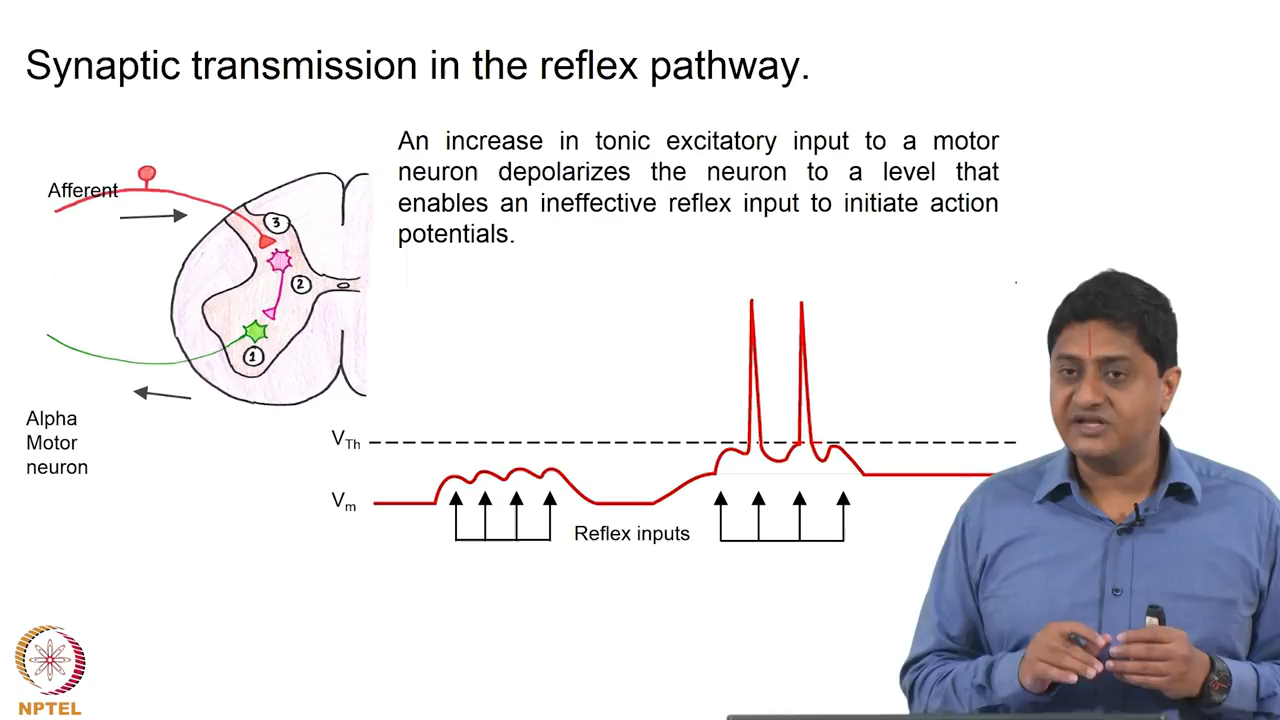 Synaptic transmission in the reflex pathway.
An increase in tonic excitatory input to a motor
neuron depolarizes the neuron to a level that
enables an ineffective reflex input to initiate action
potentials.
Afferent
3
2
1
Alpha
Motor
neuron
VTh
Vm
Reflex inputs
NPTEL